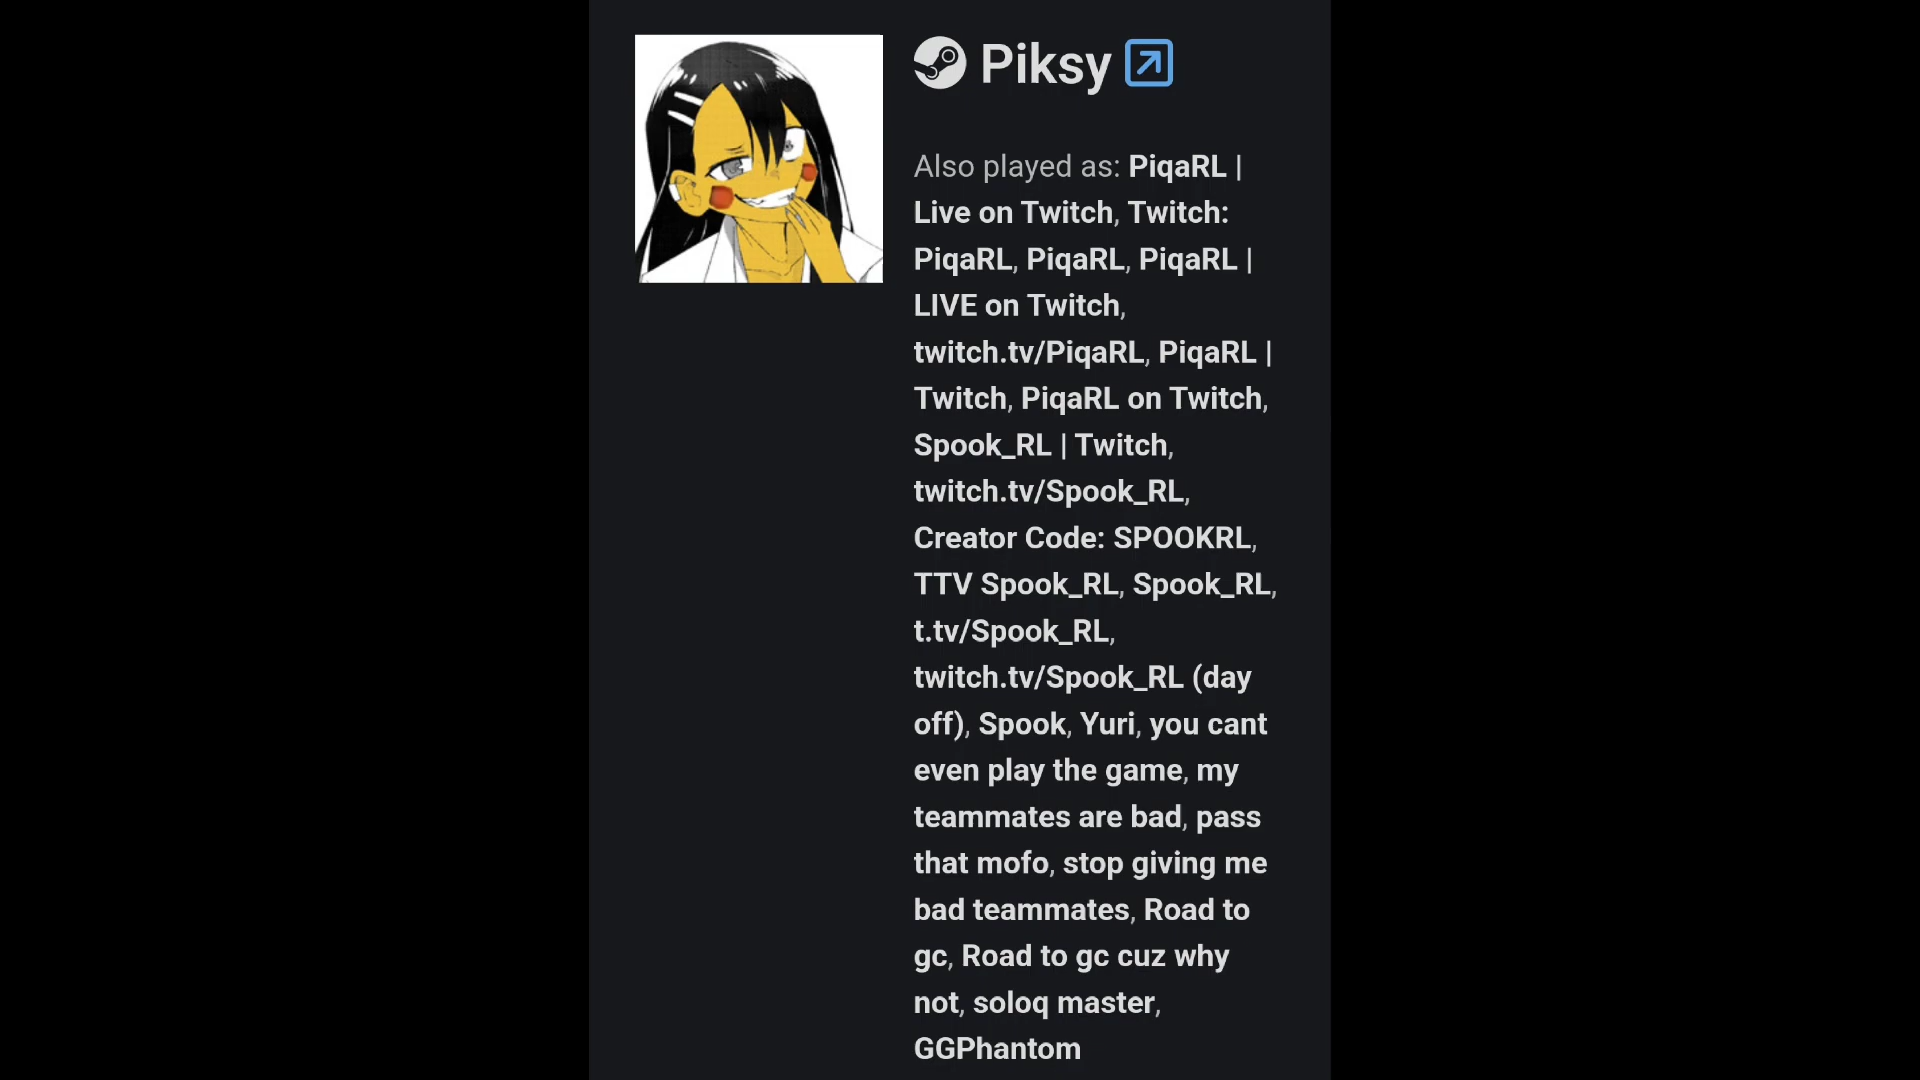 Piksy
Also played as: PiqaRL |
Live on Twitch, Twitch:
PiqaRL, PiqaRL, PiqaRL |
LIVE on Twitch,
twitch.tv/PiqaRL, PiqaRL |
Twitch, PiqaRL on Twitch,
Spook_RL | Twitch,
twitch.tv/Spook_RL,
Creator Code: SPOOKRL,
TTV Spook_RL, Spook_RL,
t.tv/Spook_RL,
twitch.tv/Spook_RL (day
off), Spook, Yuri, you cant
even play the game, my
teammates are bad, pass
that mofo, stop giving me
bad teammates, Road to
gc, Road to gc cuz why
not, soloq master,
GGPhantom